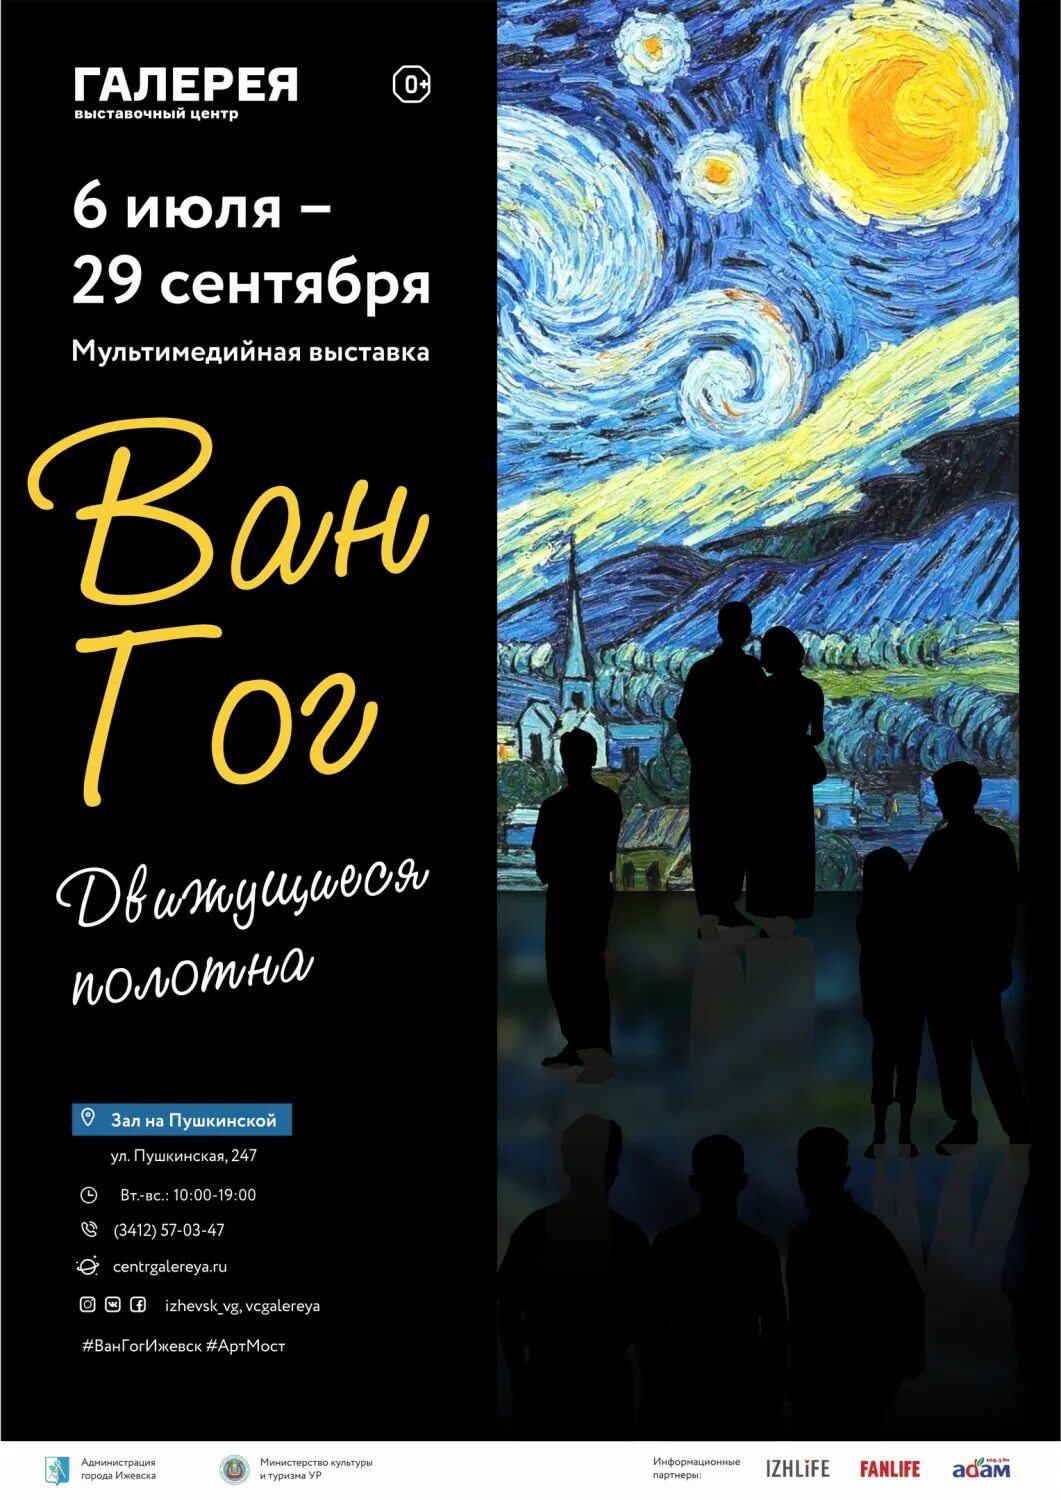 ГАЛЕРЕЯ
выставочный центр
0+
6 июля –
29 сентября
Мультимедийная выставка
Ван
Гог
Движущиеся
полотна
Зал на Пушкинской
ул. Пушкинская, 247
Вт.-вс.: 10:00-19:00
(3412) 57-03-47
centrgalereya.ru
izhevsk_vg, vcgalereya
#ВанГогИжевск #АртМост
Администрация
города Ижевска
Министерство культуры
и туризма УР
Информационные
партнеры:
IZHLiFE
FANLIFE
адам